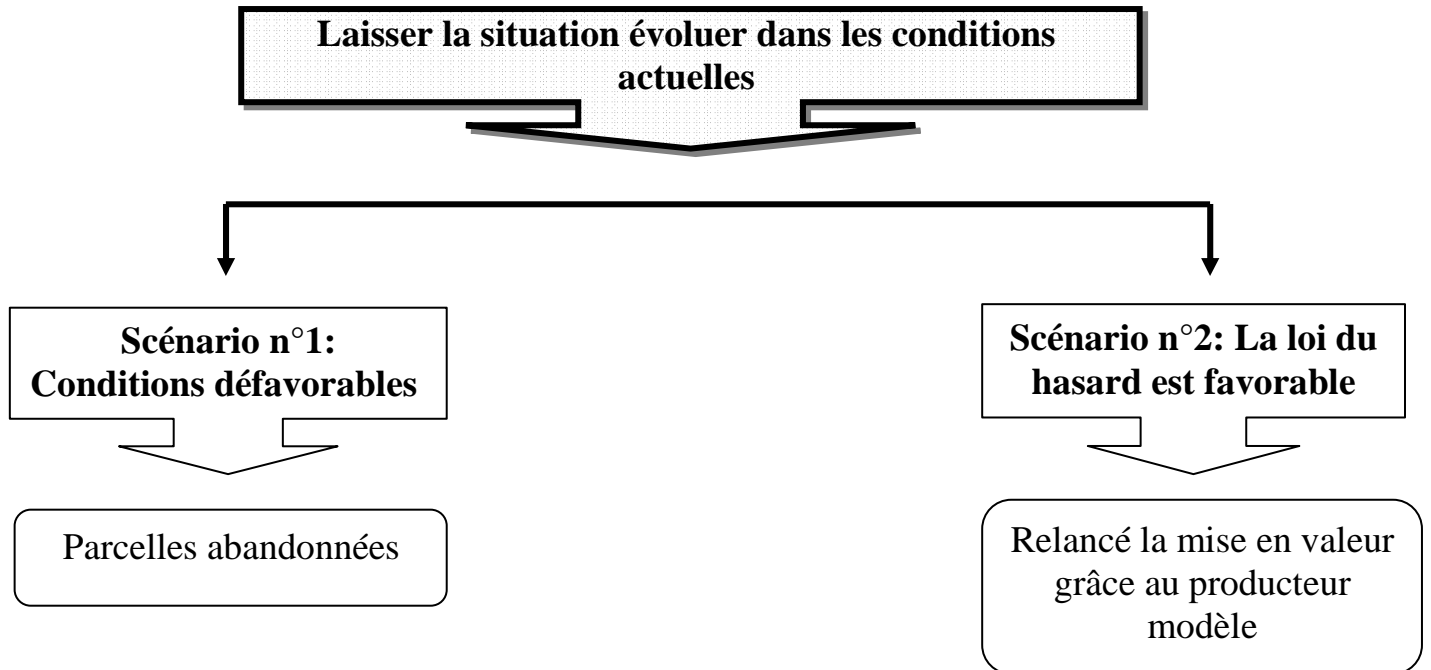 Laisser la situation évoluer dans les conditions
actuelles
Scénario n°1:
Conditions défavorables
Scénario n°2: La loi du
hasard est favorable
Parcelles abandonnées
Relancé la mise en valeur
grâce au producteur
modèle